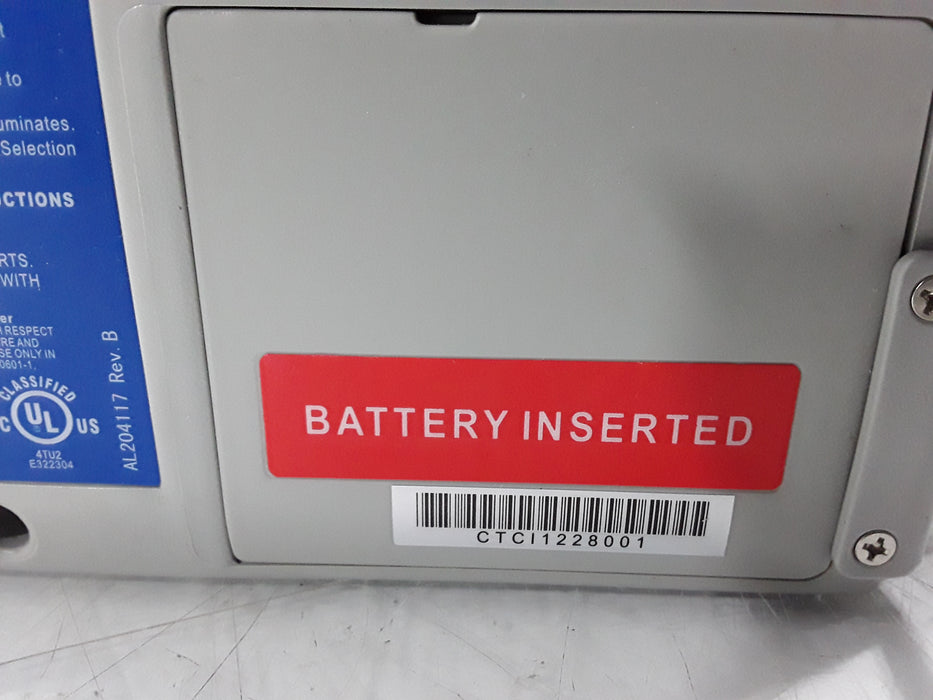 to
uminates.
Selection
CTIONS
RTS.
WITH
er
RESPECT
RE AND
SE ONLY IN
0601-1.
CLASSIFIED
C UL US
4TU2
E322304
AL204117 Rev. B
BATTERY INSERTED
CTCI1228001